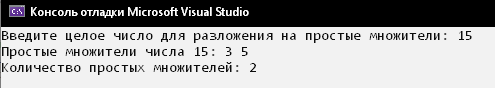 Консоль отладки Microsoft Visual Studio
Введите целое число для разложения на простые множители: 15
Простые множители числа 15: 3 5
Количество простых множителей: 2